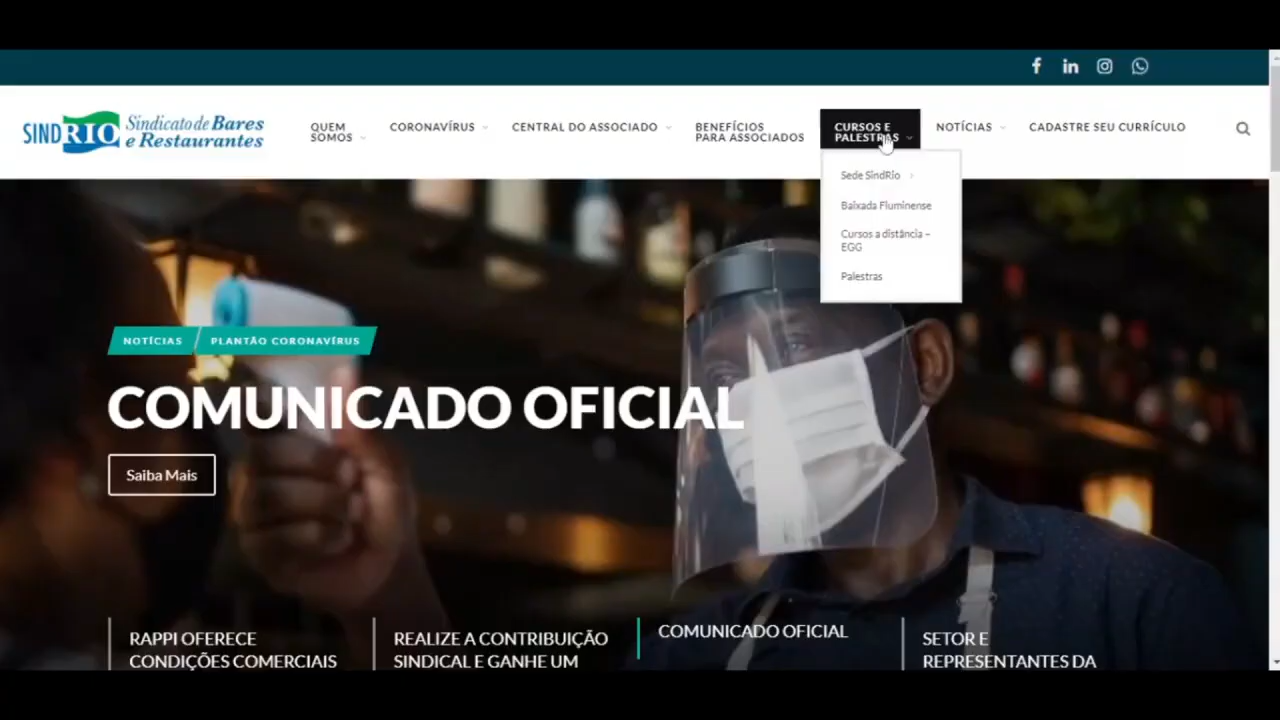 SINDRIO Sindicato de Bares
e Restaurantes
QUEM
SOMOS
CORONAVÍRUS
CENTRAL DO ASSOCIADO
BENEFÍCIOS
PARA ASSOCIADOS
CURSOS E
PALESTRAS
NOTÍCIAS
CADASTRE SEU CURRÍCULO
Sede SindRio
Baixada Fluminense
Cursos a distância –
EGG
Palestras
NOTÍCIAS
PLANTÃO CORONAVÍRUS
COMUNICADO OFICIAL
Saiba Mais
RAPPI OFERECE
CONDIÇÕES COMERCIAIS
REALIZE A CONTRIBUIÇÃO
SINDICAL E GANHE UM
COMUNICADO OFICIAL
SETOR E
REPRESENTANTES DA